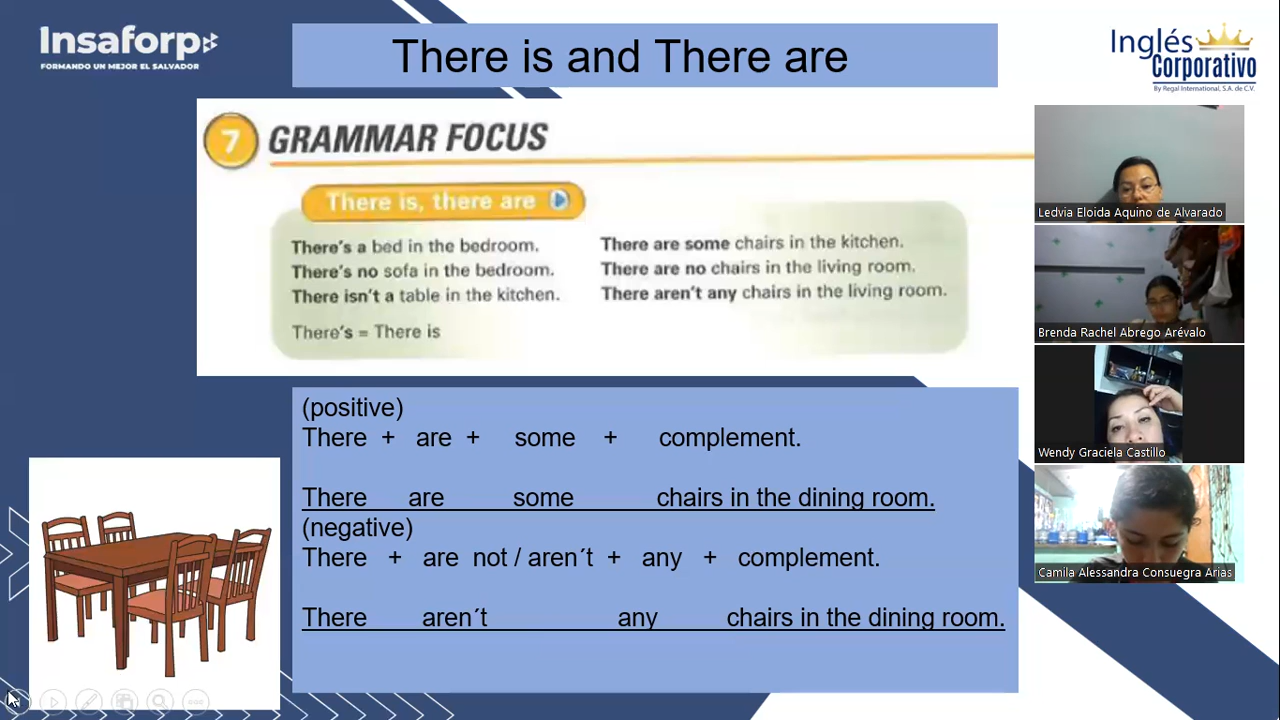 Insaforp
FORMANDO UN MEJOR EL SALVADOR
There is and There are
Inglés
Corporativo
By Regal International, S.A. de C.V.
7 GRAMMAR FOCUS
There is, there are
There's a bed in the bedroom.
There's no sofa in the bedroom.
There isn't a table in the kitchen.
There's = There is
There are some chairs in the kitchen.
There are no chairs in the living room.
There aren't any chairs in the living room.
(positive)
There + are + some + complement.
There are some chairs in the dining room.
(negative)
There + are not / aren´t + any + complement.
There aren´t any chairs in the dining room.
Ledvia Eloida Aquino de Alvarado
Brenda Rachel Abrego Arévalo
Wendy Graciela Castillo
Camila Alessandra Consuegra Arias